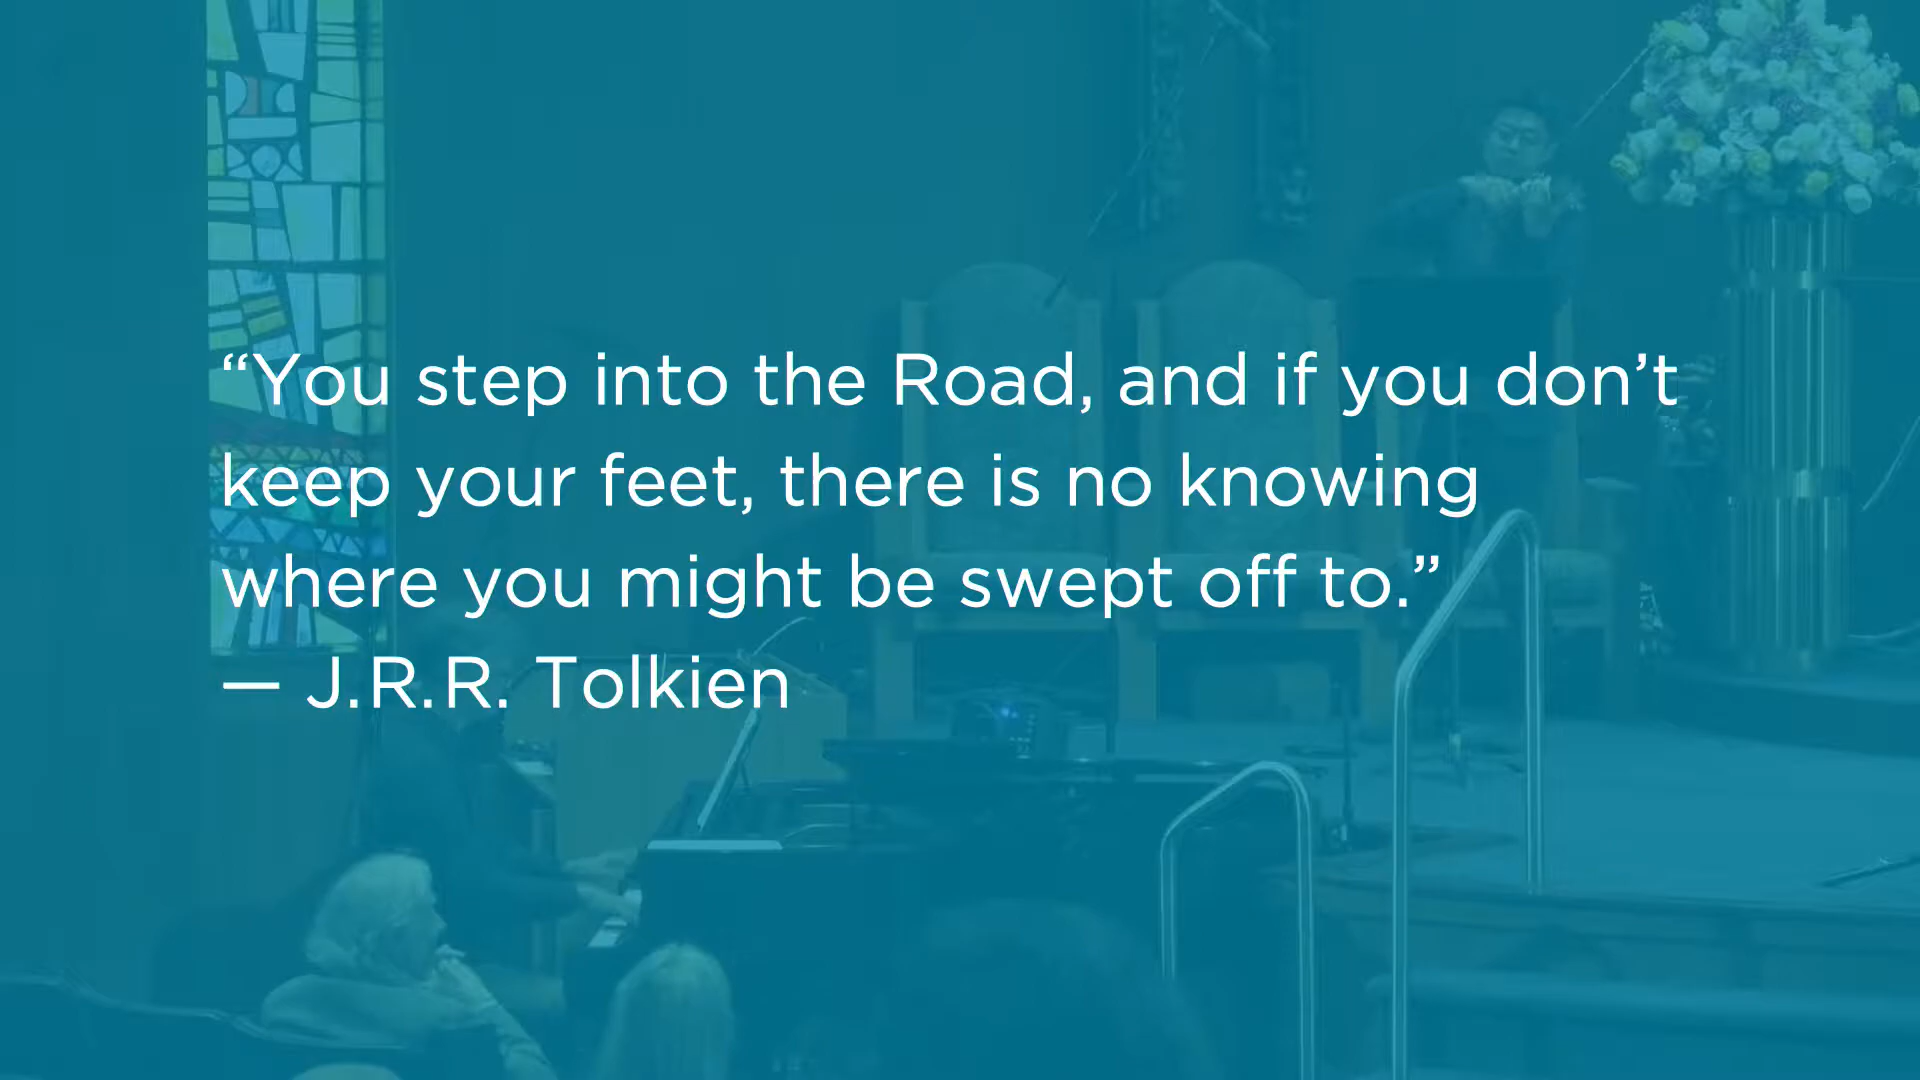 “You step into the Road, and if you don’t
keep your feet, there is no knowing
where you might be swept off to.”
— J.R.R. Tolkien